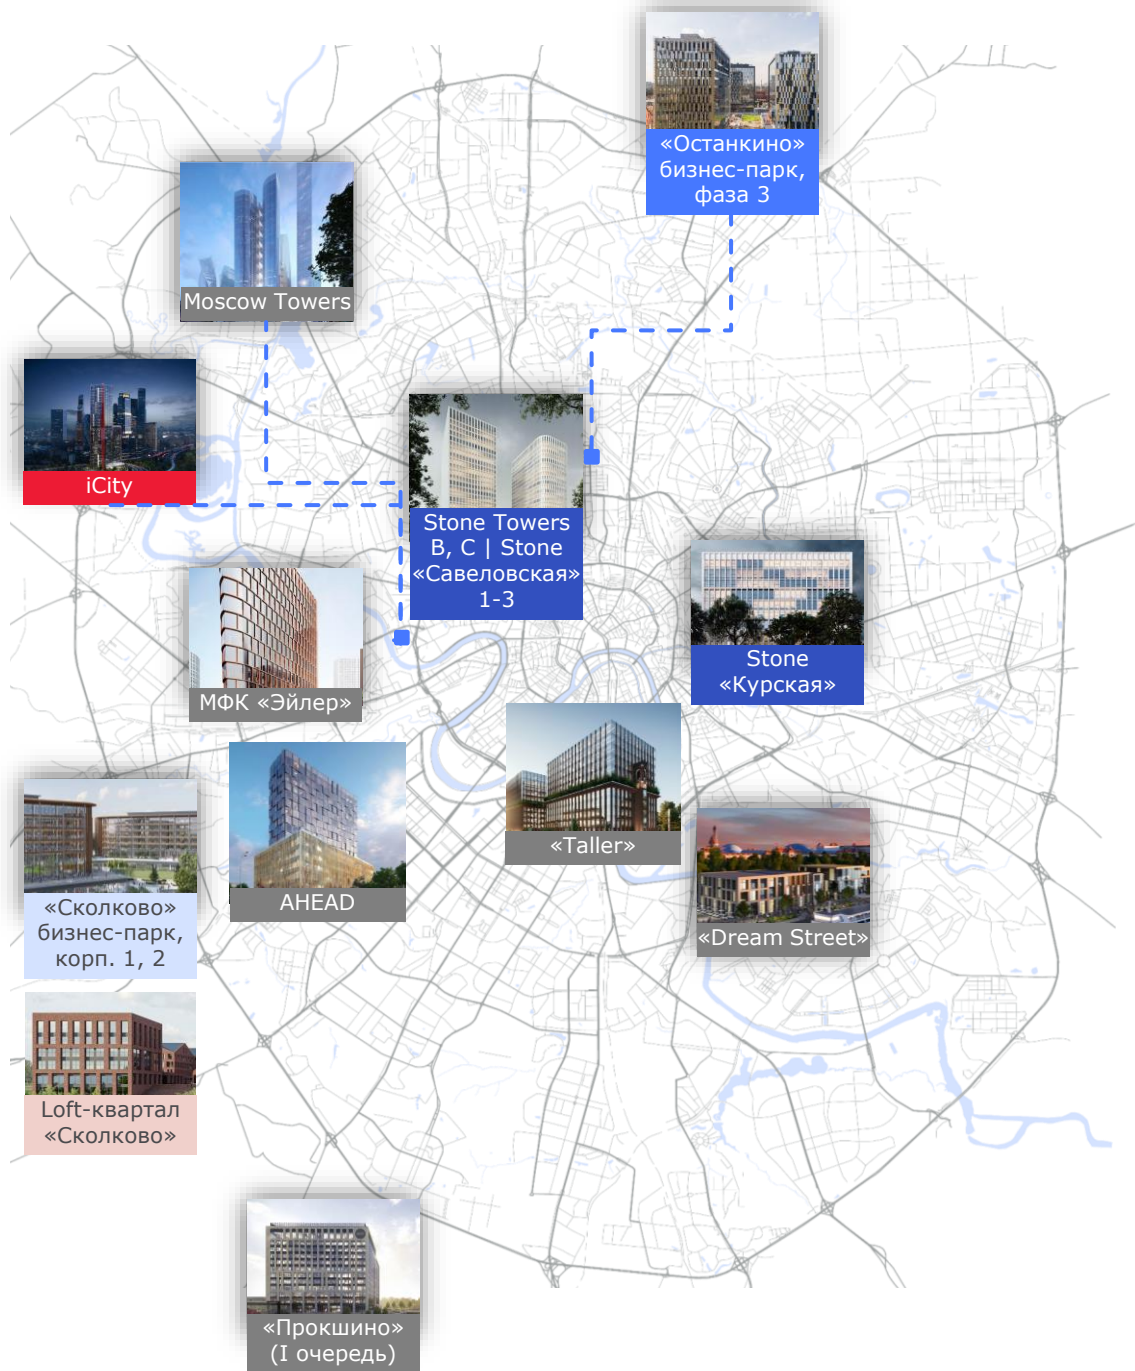 «Останкино»
бизнес-парк,
фаза 3
Moscow Towers
iCity
Stone Towers
B, C | Stone
«Савеловская»
1-3
Stone
«Курская»
МФК «Эйлер»
«Taller»
AHEAD
«Dream Street»
«Сколково»
бизнес-парк,
корп. 1, 2
Loft-квартал
«Сколково»
«Прокшино»
(I очередь)